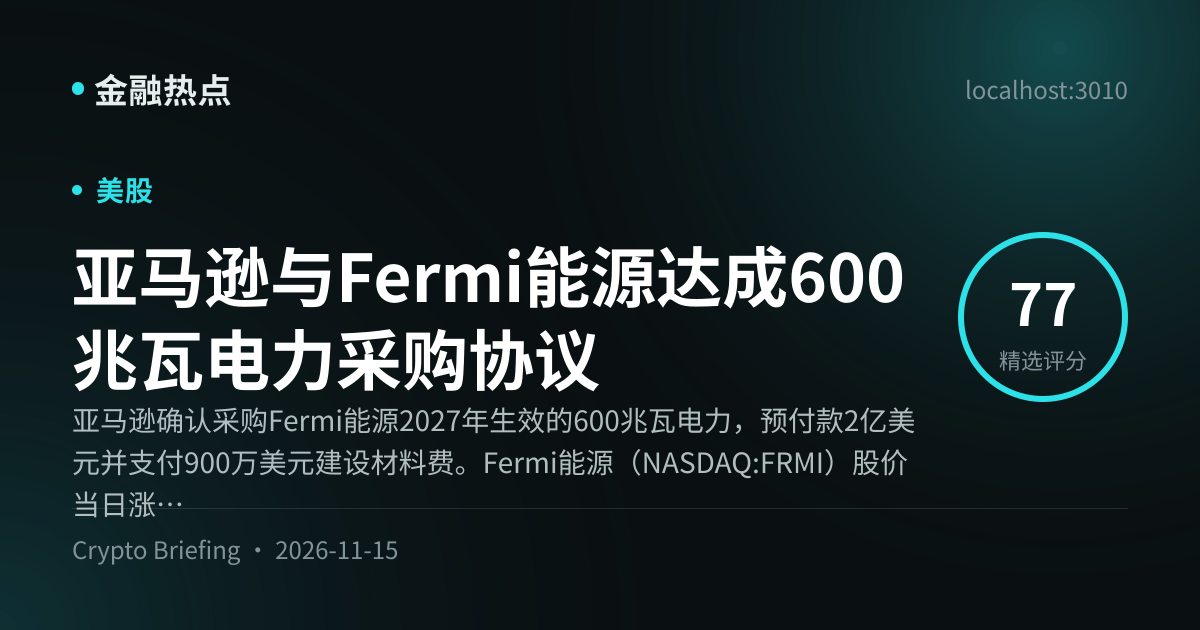 金融热点
localhost:3010
美股
亚马逊与Fermi能源达成600
兆瓦电力采购协议
77
精选评分
亚马逊确认采购Fermi能源2027年生效的600兆瓦电力，预付款2亿美
元并支付900万美元建设材料费。Fermi能源（NASDAQ:FRMI）股价
当日涨…
Crypto Briefing · 2026-11-15